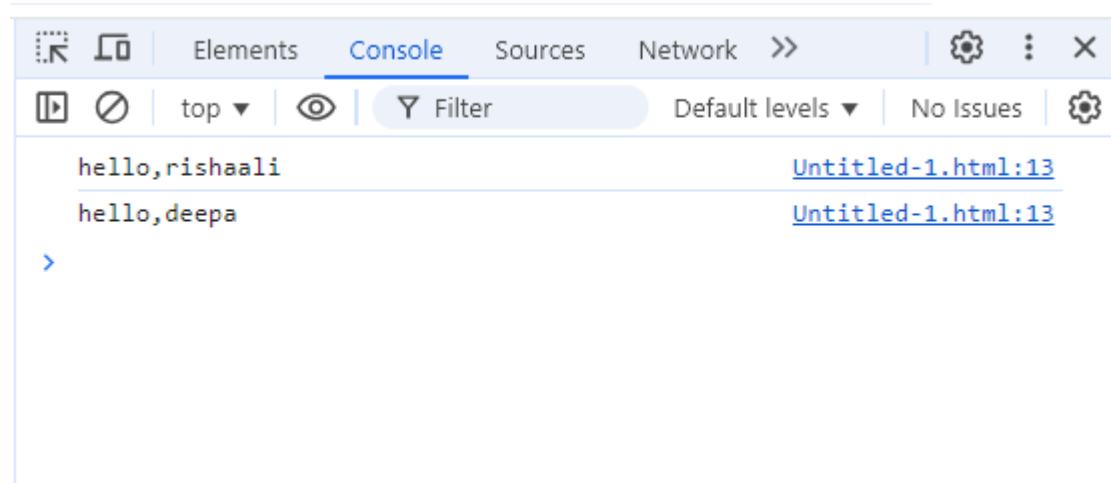 Elements Console Sources Network
top Filter Default levels No Issues
hello,rishaali Untitled-1.html:13
hello,deepa Untitled-1.html:13